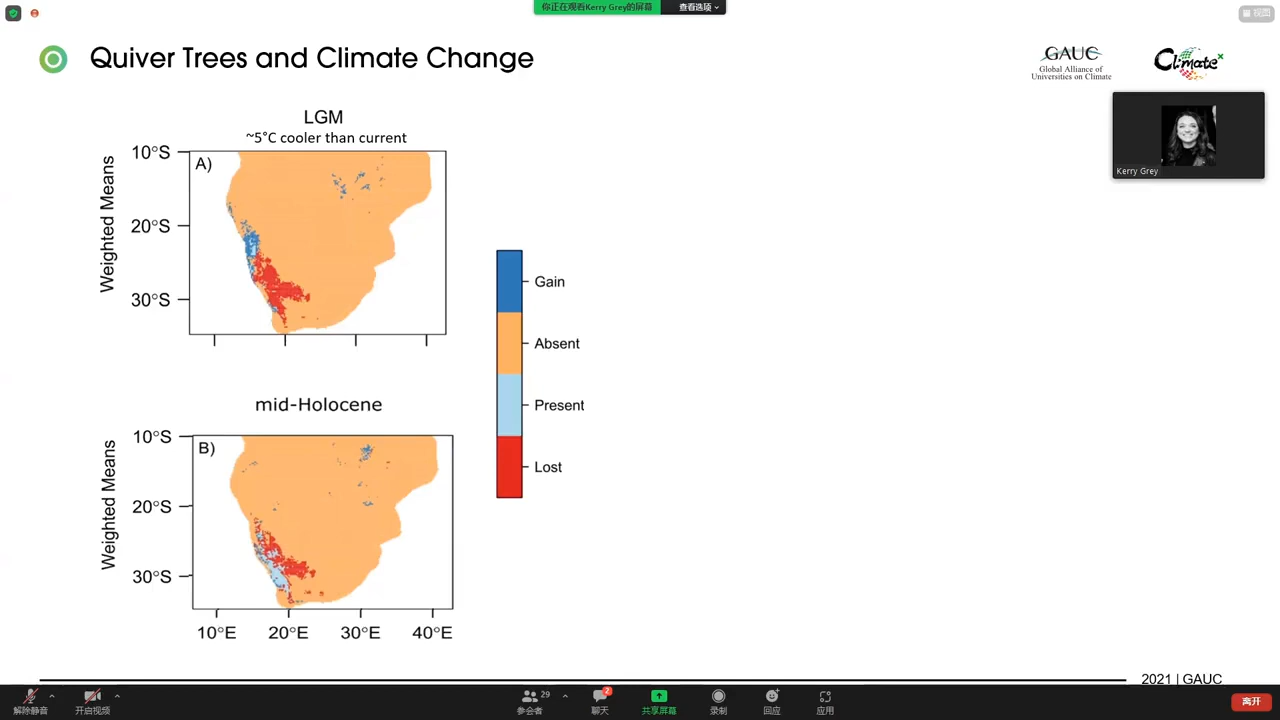 你正在观看Kerry Grey的屏幕
查看选项
视图
Quiver Trees and Climate Change
GAUC
Global Alliance of
Universities on Climate
Climate
x
Kerry Grey
LGM
~5°C cooler than current
Weighted Means
10°S
20°S
30°S
A)
Gain
Absent
Present
Lost
mid-Holocene
Weighted Means
10°S
20°S
30°S
B)
10°E
20°E
30°E
40°E
2021 | GAUC
解除静音
开启视频
29
参会者
2
聊天
共享屏幕
录制
回应
应用
离开